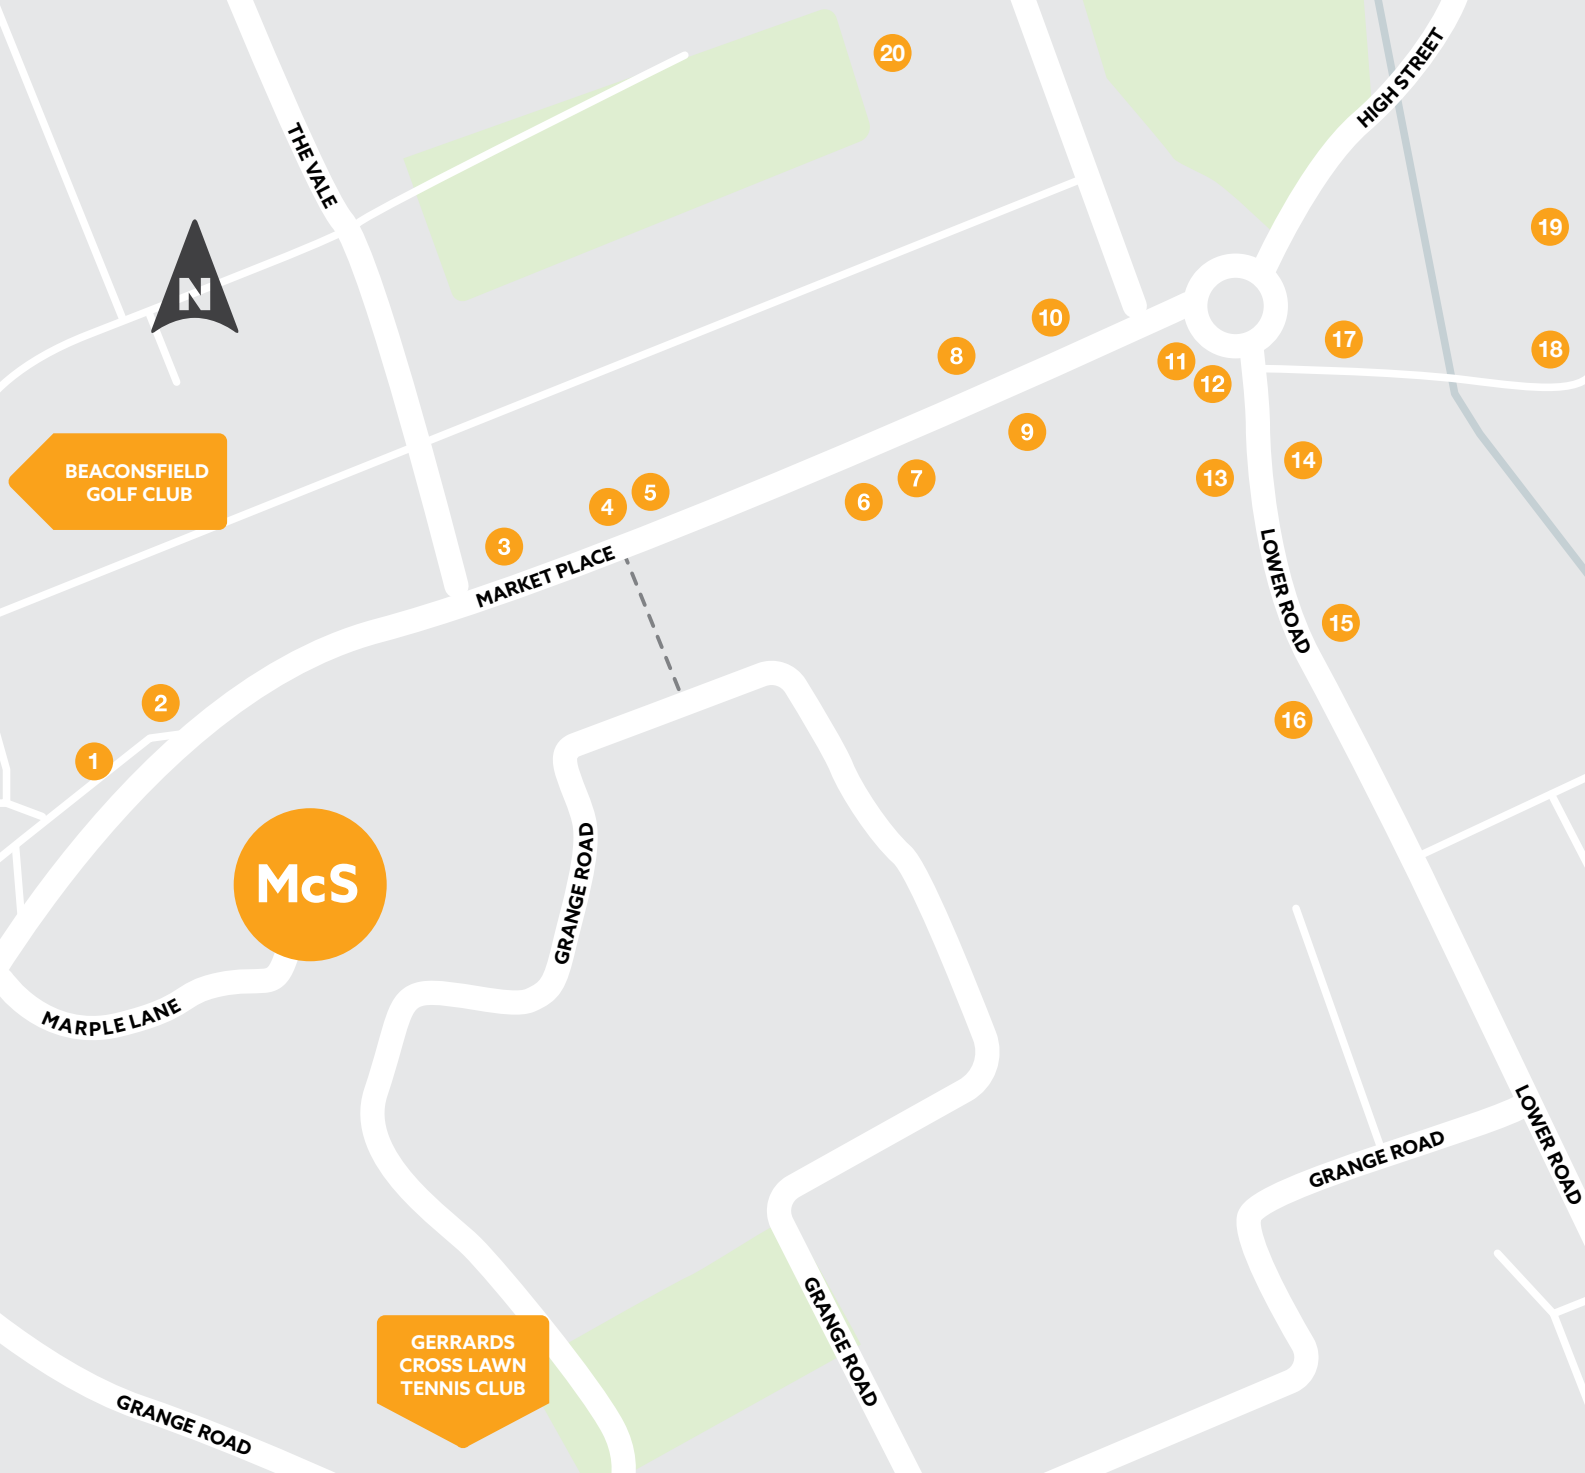 20
HIGH STREET
THE VALE
19
N
10
17
18
8
11
12
9
BEACONSFIELD
GOLF CLUB
14
13
7
5
6
4
3
MARKET PLACE
LOWER ROAD
15
2
16
1
GRANGE ROAD
McS
MARPLE LANE
LOWER ROAD
GRANGE ROAD
GRANGE ROAD
GERRARDS
CROSS LAWN
TENNIS CLUB
GRANGE ROAD